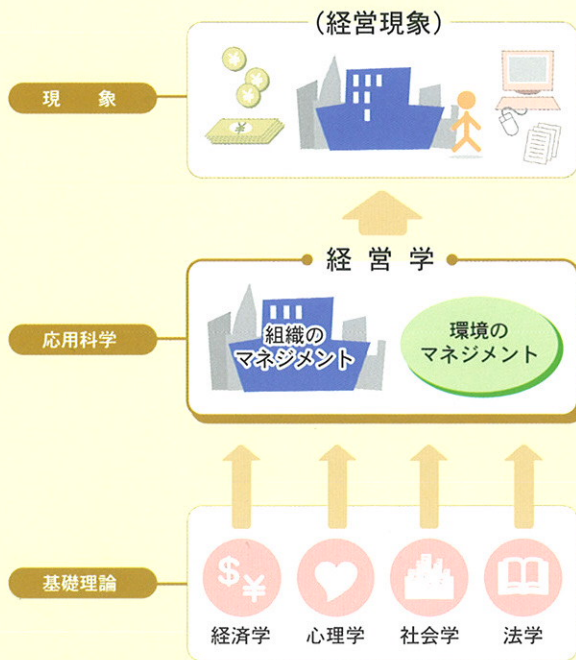 (経営現象)
現象
経営学
応用科学
組織の
マネジメント
環境の
マネジメント
基礎理論
$ ¥
経済学 心理学 社会学 法学